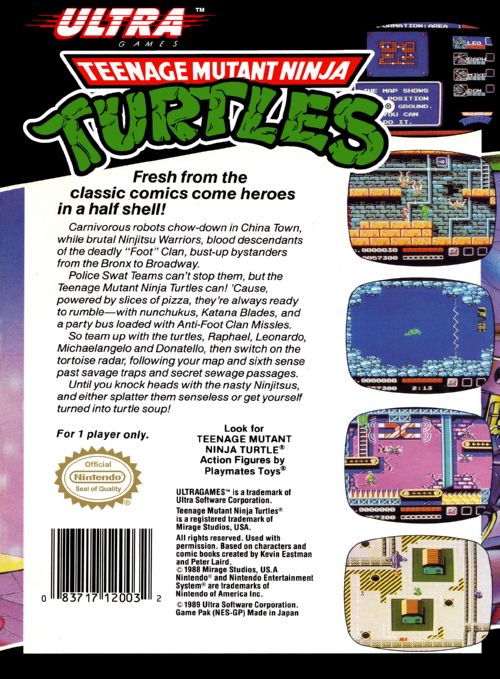 ULTRA™
GAMES
TEENAGE MUTANT NINJA
TURTLES®
Fresh from the
classic comics come heroes
in a half shell!
Carnivorous robots chow-down in China Town,
while brutal Ninjitsu Warriors, blood descendants
of the deadly "Foot" Clan, bust-up bystanders
from the Bronx to Broadway.
Police Swat Teams can't stop them, but the
Teenage Mutant Ninja Turtles can! 'Cause,
powered by slices of pizza, they're always ready
to rumble—with nunchukus, Katana Blades, and
a party bus loaded with Anti-Foot Clan Missles.
So team up with the turtles, Raphael, Leonardo,
Michaelangelo and Donatello, then switch on the
tortoise radar, following your map and sixth sense
past savage traps and secret sewage passages.
Until you knock heads with the nasty Ninjitsus,
and either splatter them senseless or get yourself
turned into turtle soup!
For 1 player only.
Official
Nintendo®
Seal of Quality
®
0 83717 12003 2
Look for
TEENAGE MUTANT
NINJA TURTLE®
Action Figures by
Playmates Toys®
ULTRAGAMES™ is a trademark of
Ultra Software Corporation.
Teenage Mutant Ninja Turtles®
is a registered trademark of
Mirage Studios, USA.
All rights reserved. Used with
permission. Based on characters and
comic books created by Kevin Eastman
and Peter Laird.
© 1988 Mirage Studios, US.A
Nintendo® and Nintendo Entertainment
System® are trademarks of
Nintendo of America Inc.
© 1989 Ultra Software Corporation.
Game Pak (NES-GP) Made in Japan
LEO
RAPH
MIKE
DON
THE MAP SHOWS
POSITION
GROUND.
YOU CAN
DO IT.
0000030
0057300
0000000
0057300
2:13